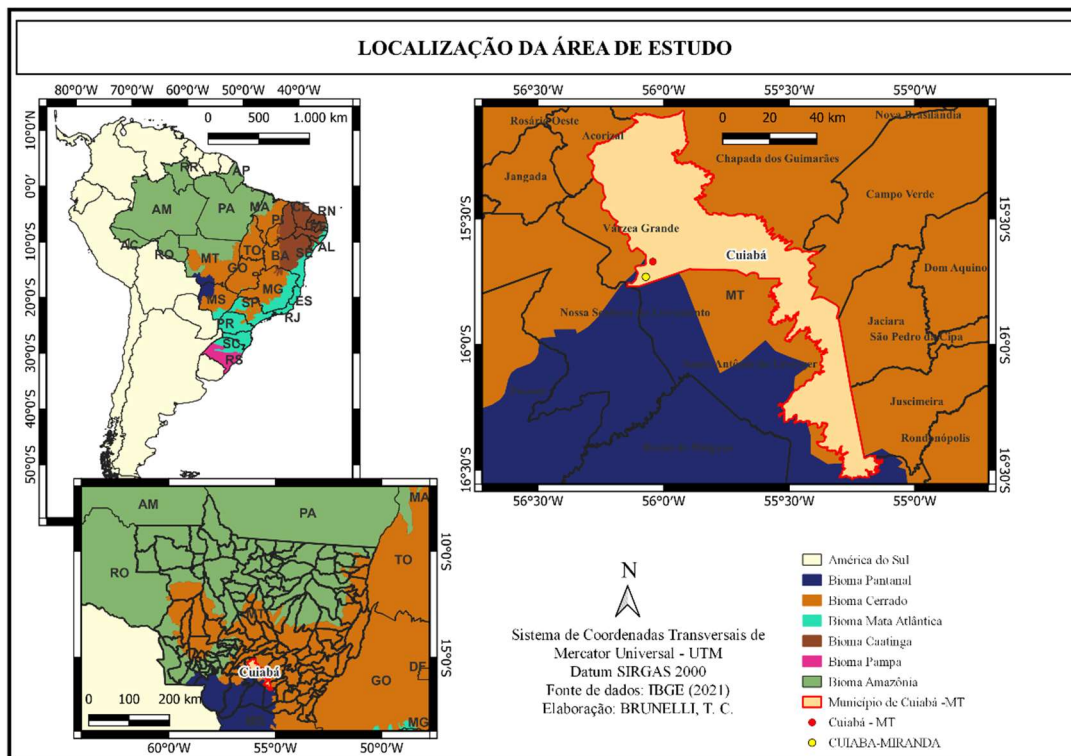 LOCALIZAÇÃO DA ÁREA DE ESTUDO
80°0'W 70°0'W 60°0'W 50°0'W 40°0'W
0 500 1.000 km
10°0'N
0°0'
10°0'S
20°0'S
30°0'S
40°0'S
50°0'S
RR
AP
AM
PA
MA
CE
RN
PI
AL
AC
RO
TO
MT
BA
SE
GO
MG
MS
ES
SP
RJ
PR
SC
RS
0 20 40 km
Rosário Oeste
Acorizal
Nova Brasilândia
Chapada dos Guimarães
Jangada
Campo Verde
Várzea Grande
Cuiabá
Dom Aquino
MT
Jaciara
São Pedro da Cipa
Juscimeira
Rondonópolis
15°30'S
16°0'S
16°30'S
15°30'S
16°0'S
16°30'S
56°30'W 56°0'W 55°30'W 55°0'W
AM
PA
MA
RO
TO
MT
Cuiabá
DF
GO
MG
10°0'S
15°0'S
0 100 200 km
60°0'W 55°0'W 50°0'W
N
Sistema de Coordenadas Transversais de
Mercator Universal - UTM
Datum SIRGAS 2000
Fonte de dados: IBGE (2021)
Elaboração: BRUNELLI, T. C.
América do Sul
Bioma Pantanal
Bioma Cerrado
Bioma Mata Atlântica
Bioma Caatinga
Bioma Pampa
Bioma Amazônia
Município de Cuiabá -MT
Cuiabá - MT
CUIABA-MIRANDA